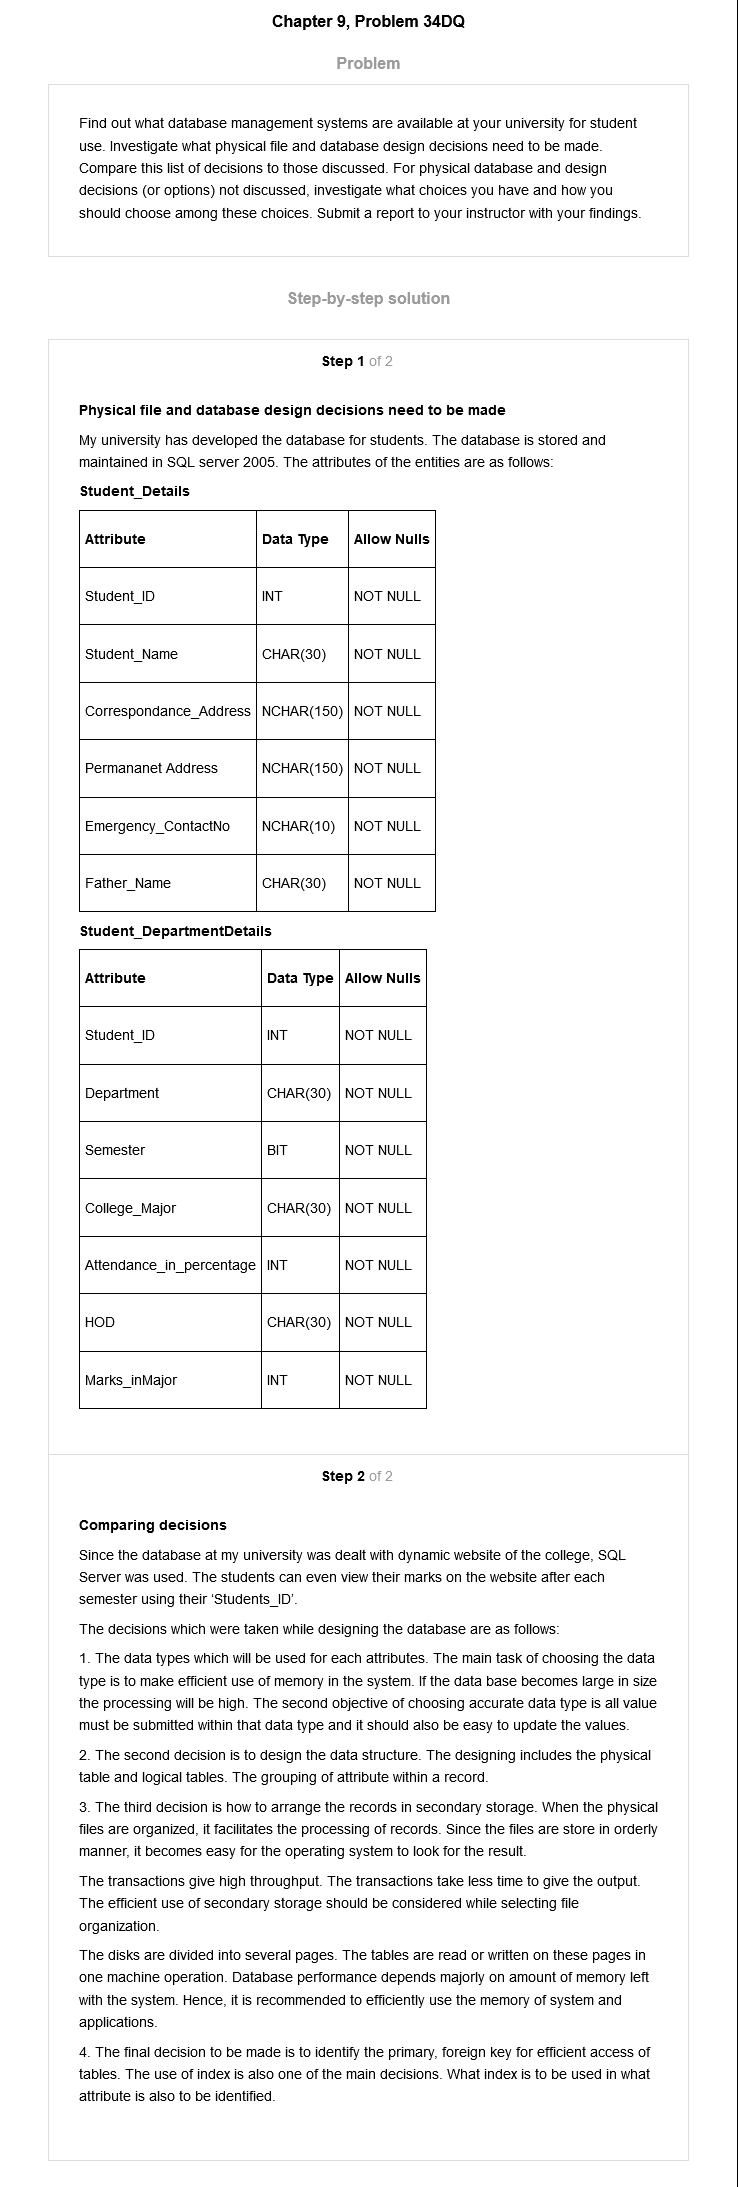 Chapter 9, Problem 34DQ
Problem
Find out what database management systems are available at your university for student
use. Investigate what physical file and database design decisions need to be made.
Compare this list of decisions to those discussed. For physical database and design
decisions (or options) not discussed, investigate what choices you have and how you
should choose among these choices. Submit a report to your instructor with your findings.
Step-by-step solution
Step 1 of 2
Physical file and database design decisions need to be made
My university has developed the database for students. The database is stored and
maintained in SQL server 2005. The attributes of the entities are as follows:
Student_Details
Attribute Data Type Allow Nulls
Student_ID INT NOT NULL
Student_Name CHAR(30) NOT NULL
Correspondance_Address NCHAR(150) NOT NULL
Permananet Address NCHAR(150) NOT NULL
Emergency_ContactNo NCHAR(10) NOT NULL
Father_Name CHAR(30) NOT NULL
Student_DepartmentDetails
Attribute Data Type Allow Nulls
Student_ID INT NOT NULL
Department CHAR(30) NOT NULL
Semester BIT NOT NULL
College_Major CHAR(30) NOT NULL
Attendance_in_percentage INT NOT NULL
HOD CHAR(30) NOT NULL
Marks_inMajor INT NOT NULL
Step 2 of 2
Comparing decisions
Since the database at my university was dealt with dynamic website of the college, SQL
Server was used. The students can even view their marks on the website after each
semester using their ‘Students_ID’.
The decisions which were taken while designing the database are as follows:
1. The data types which will be used for each attributes. The main task of choosing the data
type is to make efficient use of memory in the system. If the data base becomes large in size
the processing will be high. The second objective of choosing accurate data type is all value
must be submitted within that data type and it should also be easy to update the values.
2. The second decision is to design the data structure. The designing includes the physical
table and logical tables. The grouping of attribute within a record.
3. The third decision is how to arrange the records in secondary storage. When the physical
files are organized, it facilitates the processing of records. Since the files are store in orderly
manner, it becomes easy for the operating system to look for the result.
The transactions give high throughput. The transactions take less time to give the output.
The efficient use of secondary storage should be considered while selecting file
organization.
The disks are divided into several pages. The tables are read or written on these pages in
one machine operation. Database performance depends majorly on amount of memory left
with the system. Hence, it is recommended to efficiently use the memory of system and
applications.
4. The final decision to be made is to identify the primary, foreign key for efficient access of
tables. The use of index is also one of the main decisions. What index is to be used in what
attribute is also to be identified.